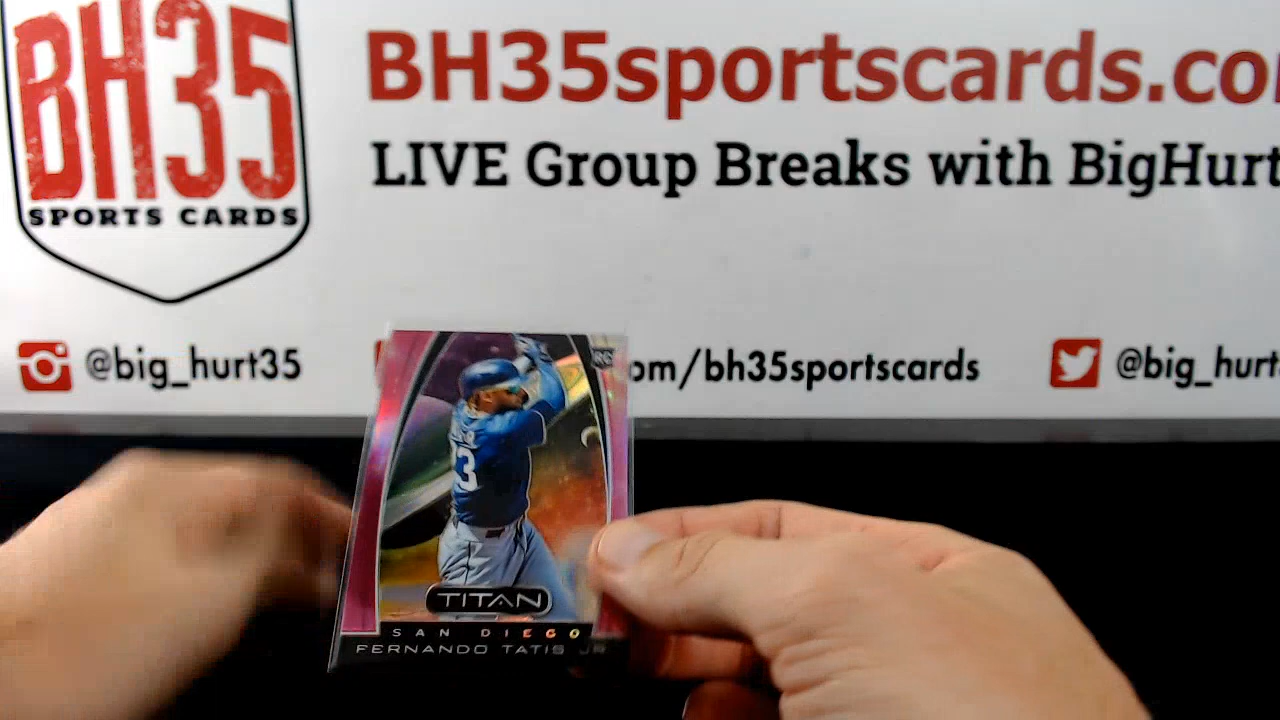 BH35
SPORTS CARDS
BH35sportscards.co
LIVE Group Breaks with BigHurt
@big_hurt35
om/bh35sportscards
@big_hurt
RC
3
TITAN
SAN DIEGO
FERNANDO TATIS JR